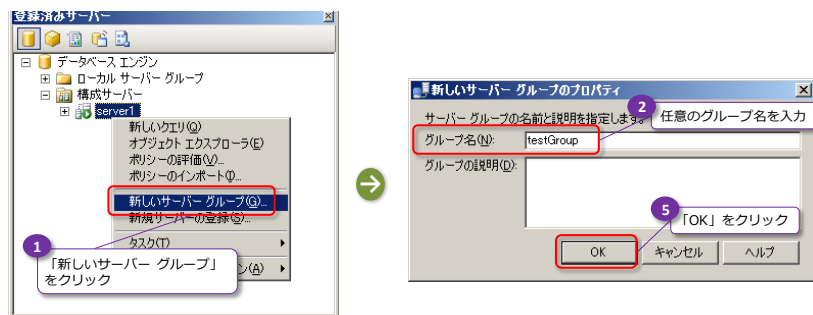 登録済みサーバー
データベース エンジン
ローカル サーバー グループ
構成サーバー
server1
新しいクエリ(Q)
オブジェクト エクスプローラ(E)
ポリシーの評価(V)...
ポリシーのインポート(I)...
新しいサーバー グループ(G)...
新規サーバーの登録(S)...
タスク(T)
ン(A)
1
「新しいサーバー グループ」
をクリック
新しいサーバー グループのプロパティ
サーバー グループの名前と説明を指定します。
2
任意のグループ名を入力
グループ名(N):
testGroup
グループの説明(D):
5
「OK」をクリック
OK
キャンセル
ヘルプ